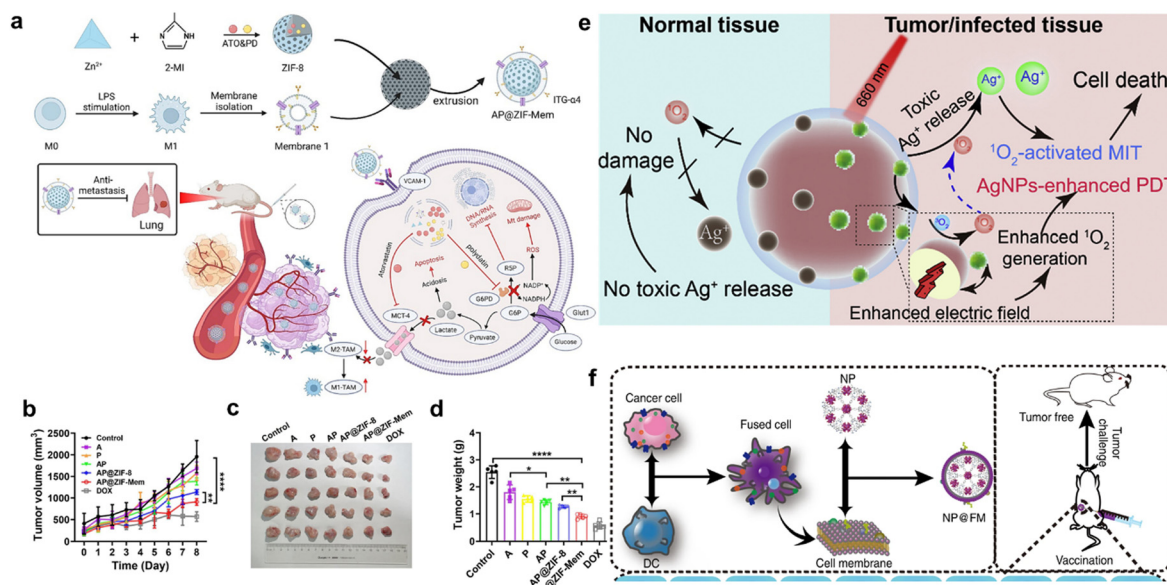 a
Zn²⁺
+
2-MI
ATO&PD
ZIF-8
extrusion
AP@ZIF-Mem
ITG-α4
M0
LPS
stimulation
M1
Membrane
isolation
Membrane 1
Anti-
metastasis
Lung
VCAM-1
DNA/RNA
Synthesis
Mt damage
Atorvastatin
Apoptosis
polydatin
ROS
Acidosis
R5P
NADP⁺
G6PD
NADPH
MCT-4
G6P
Glut1
Lactate
Pyruvate
Glucose
M2-TAM
M1-TAM
b
Tumor volume (mm³)
2500
2000
1500
1000
500
0
Control
A
P
AP
AP@ZIF-8
AP@ZIF-Mem
DOX
**
****
0 1 2 3 4 5 6 7 8
Time (Day)
c
Control
A
P
AP
AP@ZIF-8
AP@ZIF-Mem
DOX
d
Tumor weight (g)
4
3
2
1
0
****
*
**
**
Control
A
P
AP
AP@ZIF-8
AP@ZIF-Mem
DOX
e
Normal tissue
Tumor/infected tissue
660 nm
Toxic
Ag⁺ release
Ag⁺
Ag⁺
Cell death
¹O₂
No
damage
Ag⁺
No toxic Ag⁺ release
¹O₂
¹O₂-activated MIT
AgNPs-enhanced PDT
³O₂
¹O₂
Enhanced ¹O₂
generation
Enhanced electric field
f
Cancer cell
DC
Fused cell
NP
Cell membrane
NP@FM
Tumor free
Tumor
challenge
Vaccination